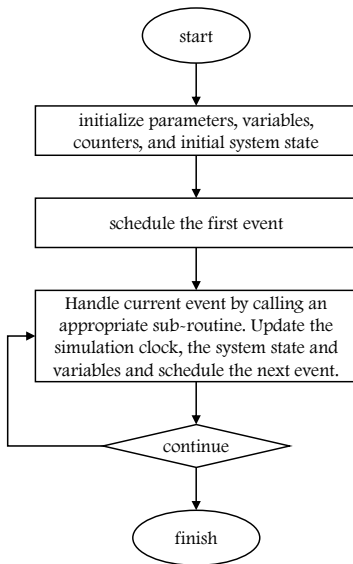 start
initialize parameters, variables,
counters, and initial system state
schedule the first event
Handle current event by calling an
appropriate sub-routine. Update the
simulation clock, the system state and
variables and schedule the next event.
continue
finish